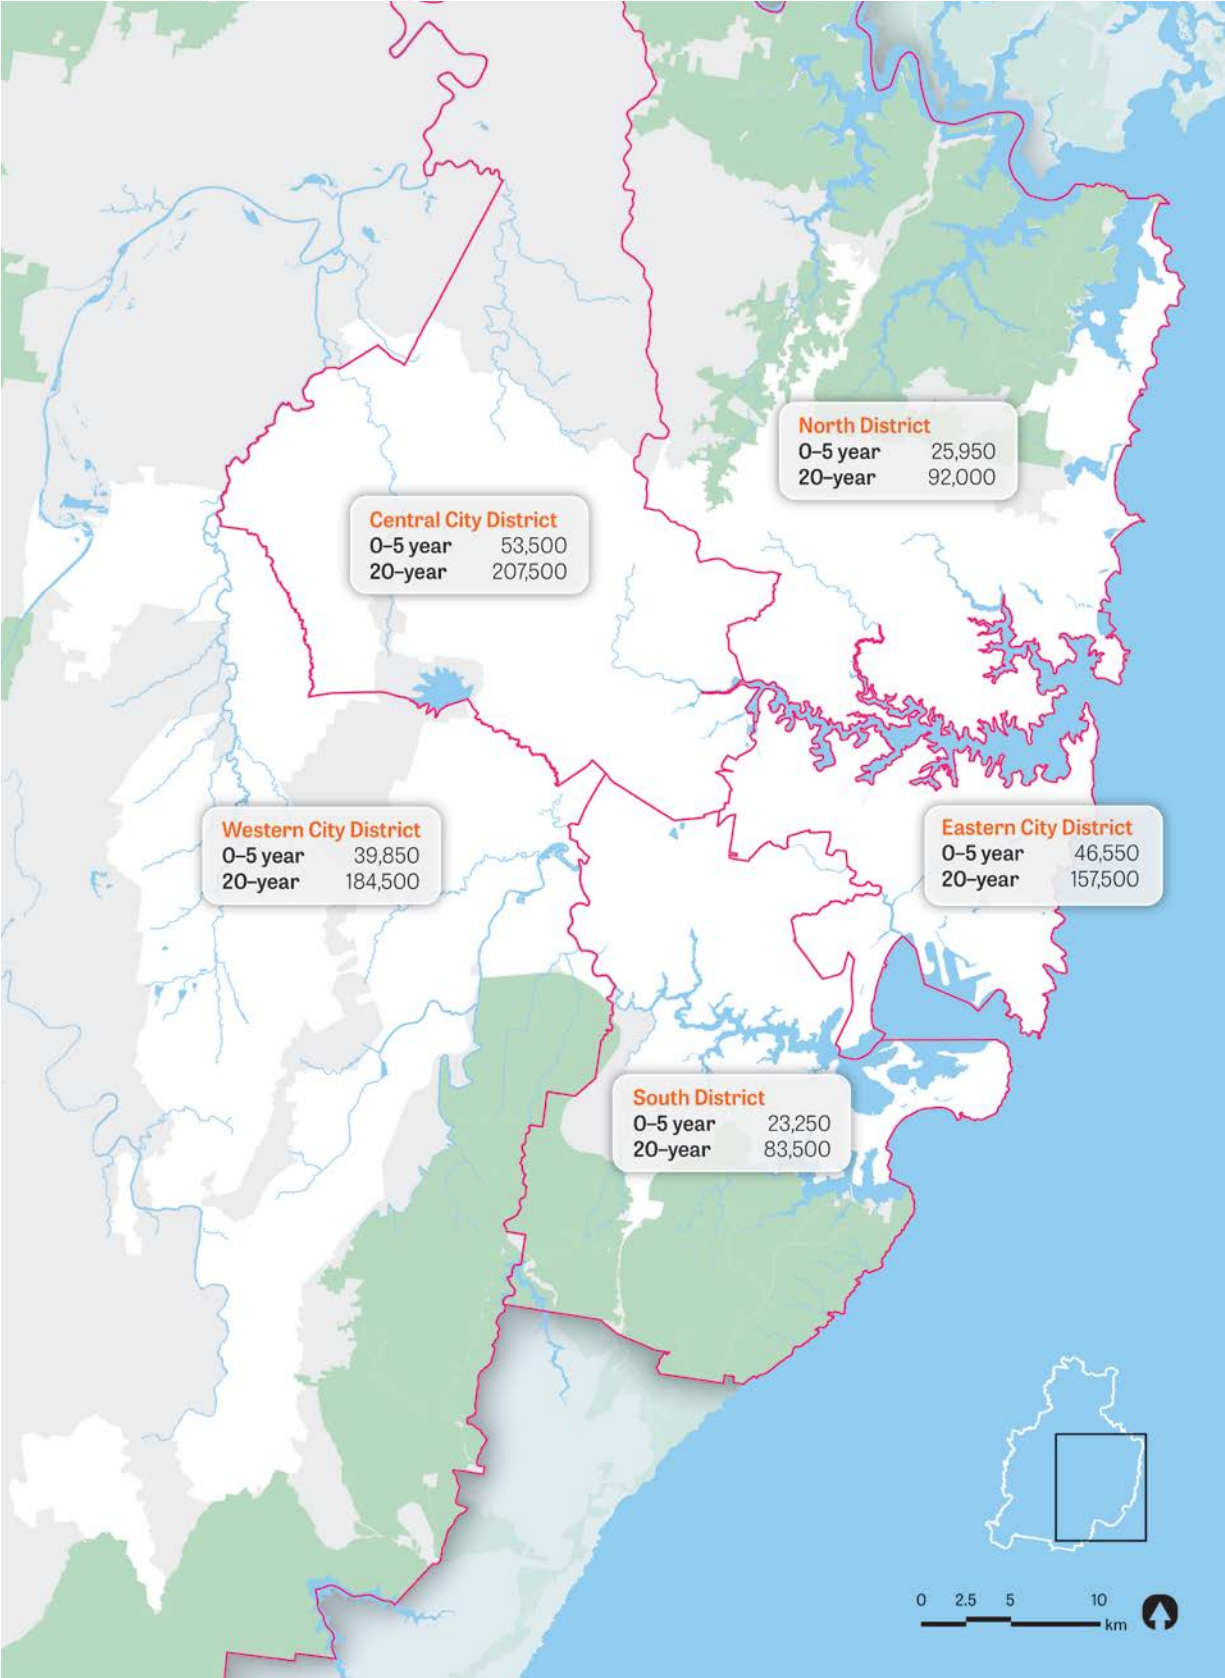 North District
0–5 year 25,950
20–year 92,000
Central City District
0–5 year 53,500
20–year 207,500
Western City District
0–5 year 39,850
20–year 184,500
Eastern City District
0–5 year 46,550
20–year 157,500
South District
0–5 year 23,250
20–year 83,500
0 2.5 5 10
km